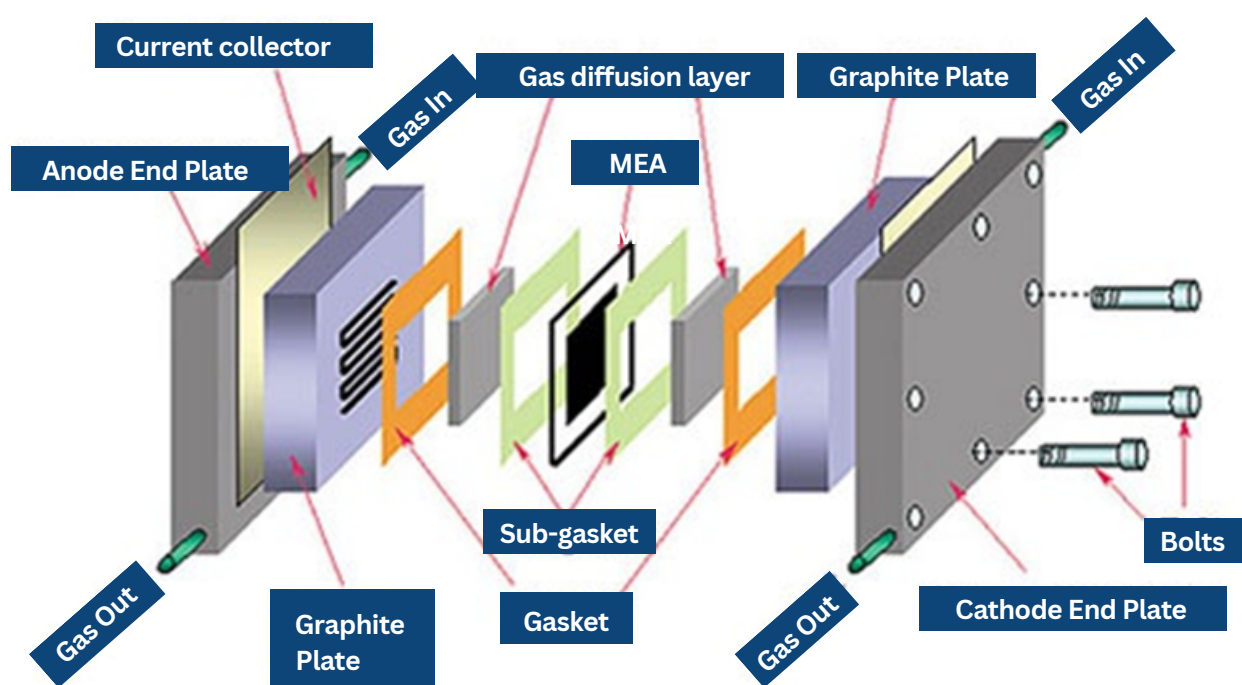 Current collector
Gas In
Gas diffusion layer
Graphite Plate
Gas In
Anode End Plate
MEA
M
Sub-gasket
Bolts
Gas Out
Graphite
Plate
Gasket
Gas Out
Cathode End Plate